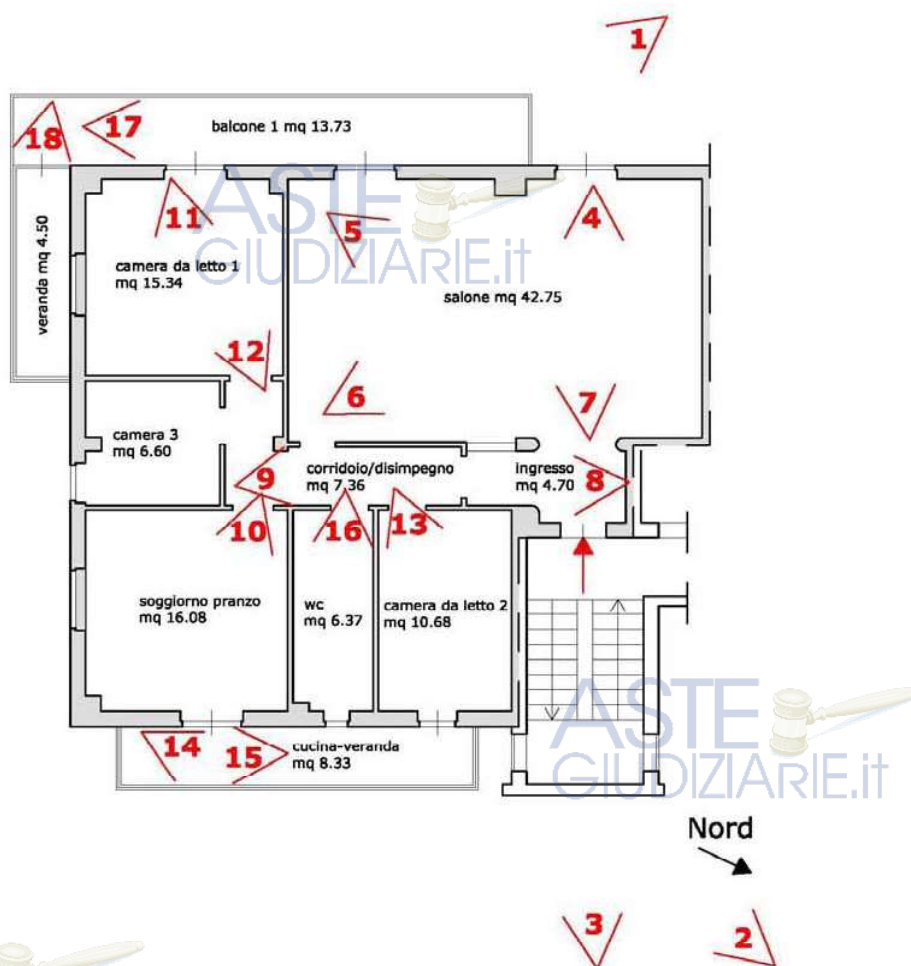 1
18
17
balcone 1 mq 13.73
ASTE
GIUDIZIARIE.it
11
5
4
veranda mq 4.50
camera da letto 1
mq 15.34
salone mq 42.75
12
6
7
camera 3
mq 6.60
9
corridoio/disimpegno
mq 7.36
ingresso
mq 4.70
8
10
16
13
soggiorno pranzo
mq 16.08
wc
mq 6.37
camera da letto 2
mq 10.68
14
15
cucina-veranda
mq 8.33
ASTE
GIUDIZIARIE.it
Nord
3
2